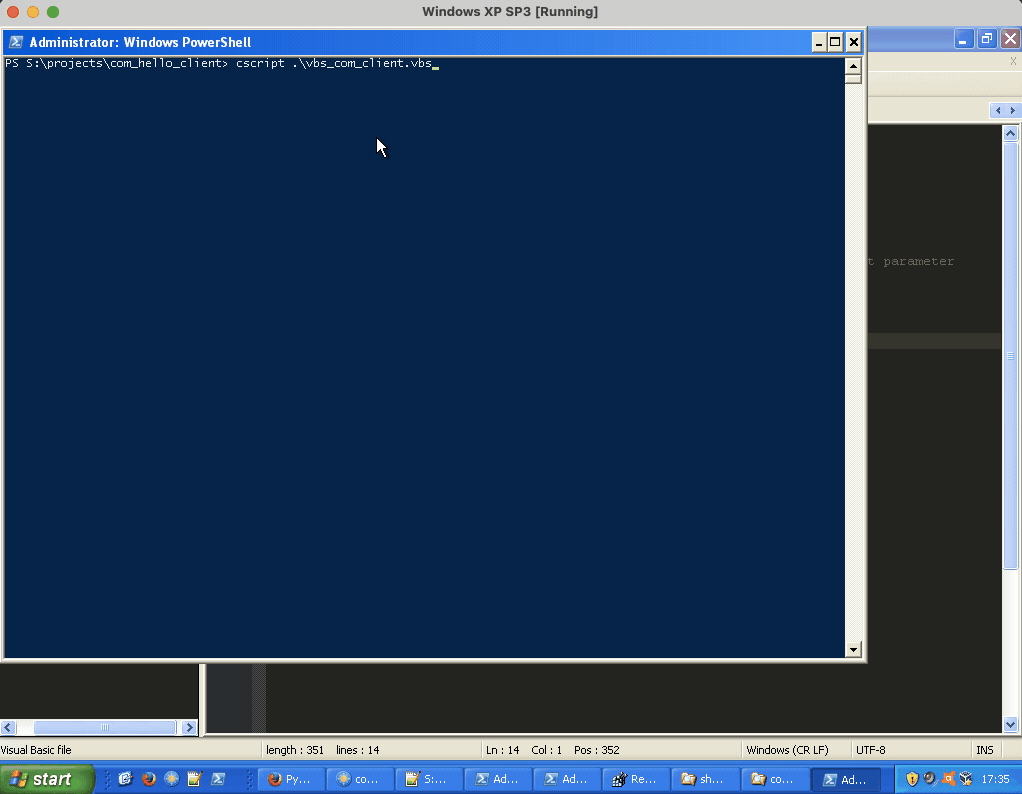 Windows XP SP3 [Running]
Administrator: Windows PowerShell
PS S:\projects\com_hello_client> cscript .\vbs_com_client.vbs_
t parameter
Visual Basic file
length : 351 lines : 14
Ln : 14 Col : 1 Pos : 352
Windows (CR LF)
UTF-8
INS
start
Py...
co...
S:...
Ad...
Ad...
Re...
sh...
co...
Ad...
17:35